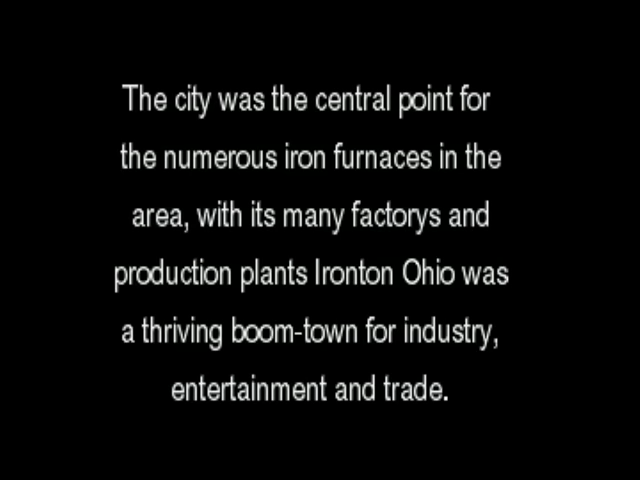 The city was the central point for
the numerous iron furnaces in the
area, with its many factorys and
production plants Ironton Ohio was
a thriving boom-town for industry,
entertainment and trade.